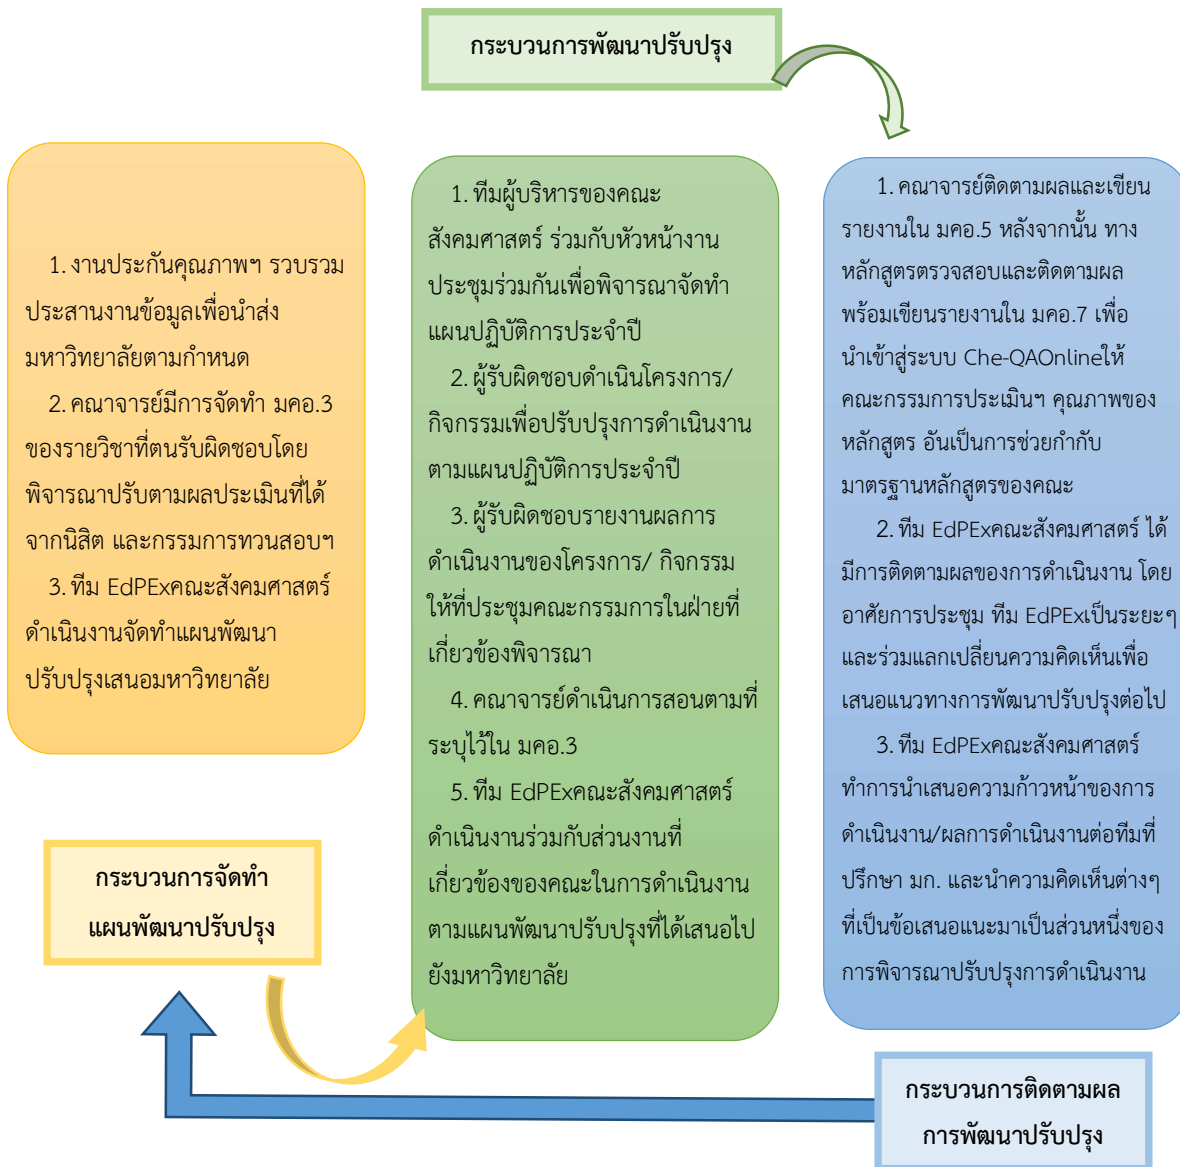 กระบวนการพัฒนาปรับปรุง
1. งานประกันคุณภาพฯ รวบรวม
ประสานงานข้อมูลเพื่อนำส่ง
มหาวิทยาลัยตามกำหนด
2. คณาจารย์มีการจัดทำ มคอ.3
ของรายวิชาที่ตนรับผิดชอบโดย
พิจารณาปรับตามผลประเมินที่ได้
จากนิสิต และกรรมการทวนสอบฯ
3. ทีม EdPExคณะสังคมศาสตร์
ดำเนินงานจัดทำแผนพัฒนา
ปรับปรุงเสนอมหาวิทยาลัย
กระบวนการจัดทำ
แผนพัฒนาปรับปรุง
1. ทีมผู้บริหารของคณะ
สังคมศาสตร์ ร่วมกับหัวหน้างาน
ประชุมร่วมกันเพื่อพิจารณาจัดทำ
แผนปฏิบัติการประจำปี
2. ผู้รับผิดชอบดำเนินโครงการ/
กิจกรรมเพื่อปรับปรุงการดำเนินงาน
ตามแผนปฏิบัติการประจำปี
3. ผู้รับผิดชอบรายงานผลการ
ดำเนินงานของโครงการ/ กิจกรรม
ให้ที่ประชุมคณะกรรมการในฝ่ายที่
เกี่ยวข้องพิจารณา
4. คณาจารย์ดำเนินการสอนตามที่
ระบุไว้ใน มคอ.3
5. ทีม EdPExคณะสังคมศาสตร์
ดำเนินงานร่วมกับส่วนงานที่
เกี่ยวข้องของคณะในการดำเนินงาน
ตามแผนพัฒนาปรับปรุงที่ได้เสนอไป
ยังมหาวิทยาลัย
1. คณาจารย์ติดตามผลและเขียน
รายงานใน มคอ.5 หลังจากนั้น ทาง
หลักสูตรตรวจสอบและติดตามผล
พร้อมเขียนรายงานใน มคอ.7 เพื่อ
นำเข้าสู่ระบบ Che-QAOnlineให้
คณะกรรมการประเมินฯ คุณภาพของ
หลักสูตร อันเป็นการช่วยกำกับ
มาตรฐานหลักสูตรของคณะ
2. ทีม EdPExคณะสังคมศาสตร์ ได้
มีการติดตามผลของการดำเนินงาน โดย
อาศัยการประชุม ทีม EdPExเป็นระยะๆ
และร่วมแลกเปลี่ยนความคิดเห็นเพื่อ
เสนอแนวทางการพัฒนาปรับปรุงต่อไป
3. ทีม EdPExคณะสังคมศาสตร์
ทำการนำเสนอความก้าวหน้าของการ
ดำเนินงาน/ผลการดำเนินงานต่อทีมที่
ปรึกษา มก. และนำความคิดเห็นต่างๆ
ที่เป็นข้อเสนอแนะมาเป็นส่วนหนึ่งของ
การพิจารณาปรับปรุงการดำเนินงาน
กระบวนการติดตามผล
การพัฒนาปรับปรุง